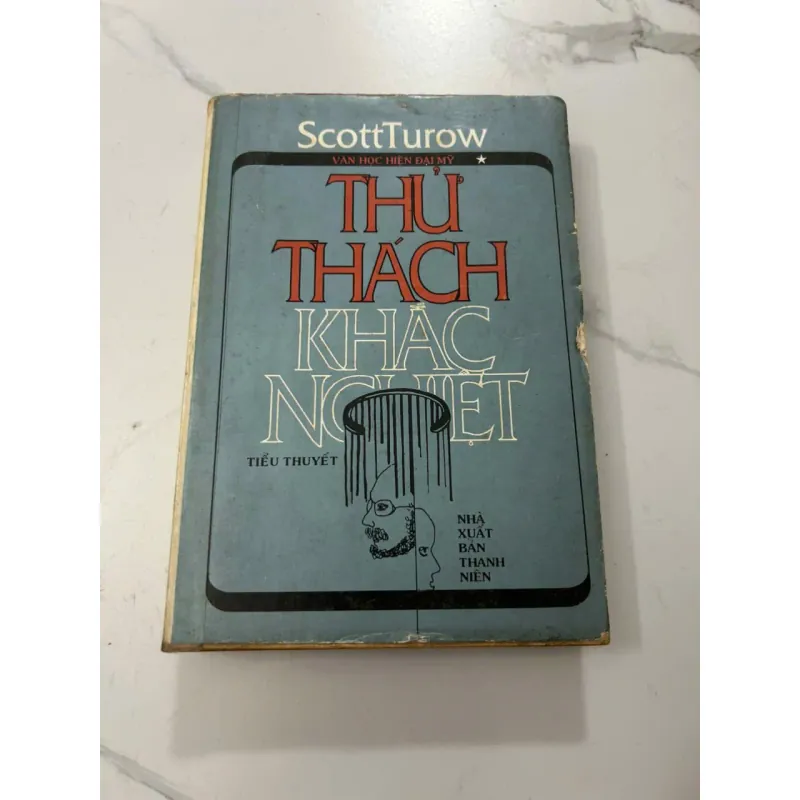 ScottTurow
VĂN HỌC HIỆN ĐẠI MỸ
THỬ
THÁCH
KHẮC
NGHIỆT
TIỂU THUYẾT
NHÀ
XUẤT
BẢN
THANH
NIÊN